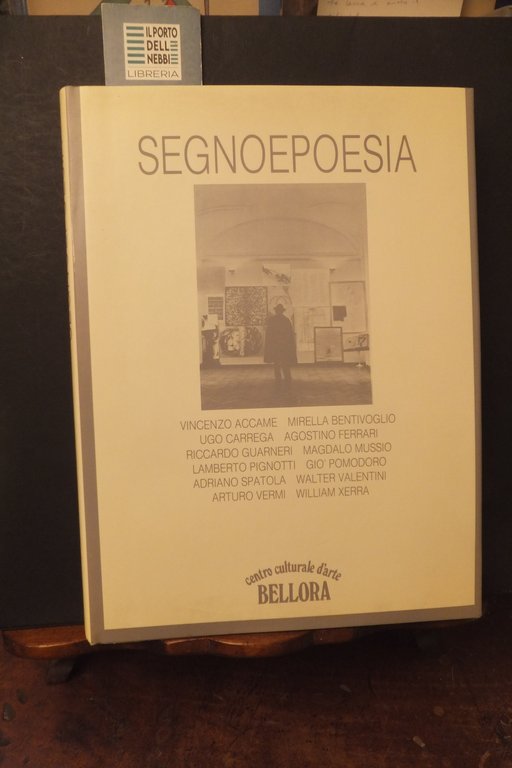 IL PORTO
DELLE
NEBBI
LIBRERIA
SEGNOEPOESIA
VINCENZO ACCAME MIRELLA BENTIVOGLIO
UGO CARREGA AGOSTINO FERRARI
RICCARDO GUARNERI MAGDALO MUSSIO
LAMBERTO PIGNOTTI GIO' POMODORO
ADRIANO SPATOLA WALTER VALENTINI
ARTURO VERMI WILLIAM XERRA
centro culturale d'arte
BELLORA